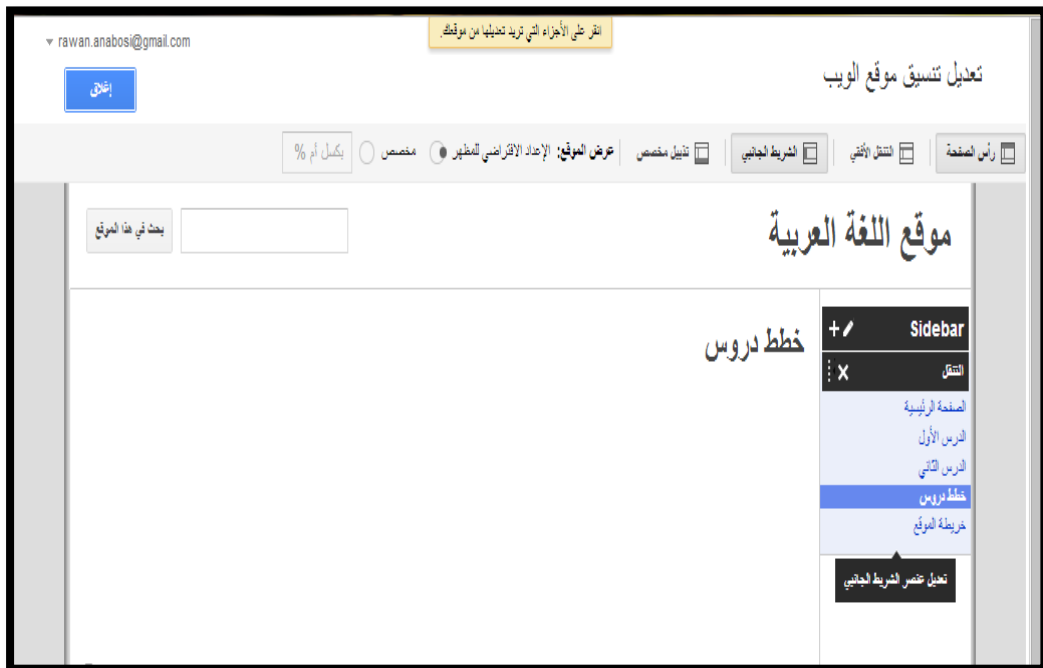 انقر على الأجزاء التي تريد تعديلها من موقعك.
rawan.anabosi@gmail.com
تعديل تنسيق موقع الويب
إغلاق
رأس الصفحة التنقل الأفقي الشريط الجانبي تذييل مخصص عرض الموقع: الإعداد الافتراضي للمظهر مخصص بكسل أم %
موقع اللغة العربية
بحث في هذا الموقع
Sidebar
التنقل
الصفحة الرئيسية
الدرس الأول
الدرس الثاني
خطط دروس
خريطة الموقع
تعديل عنصر الشريط الجانبي
خطط دروس